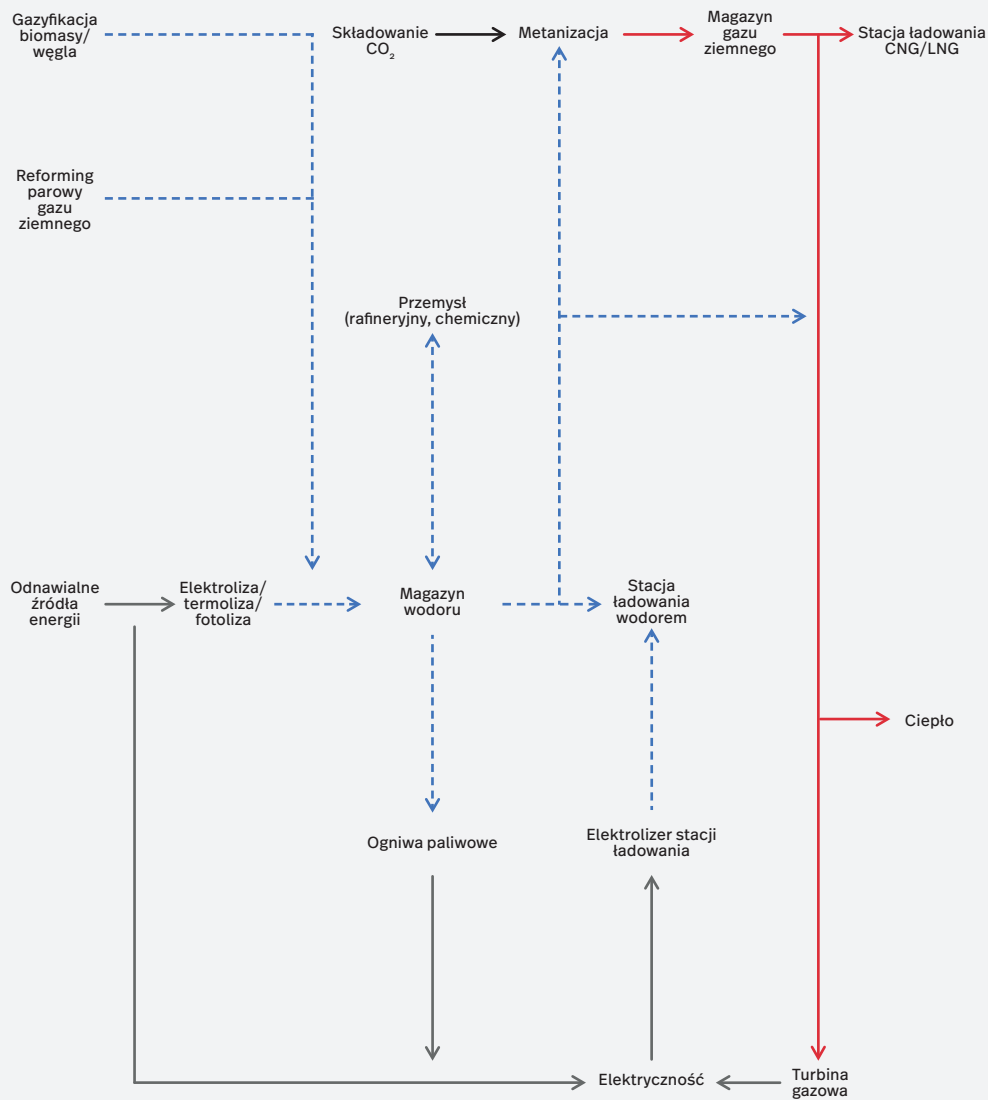 Gazyfikacja
biomasy/
węgla
Składowanie
CO₂
Metanizacja
Magazyn
gazu
ziemnego
Stacja ładowania
CNG/LNG
Reforming
parowy
gazu
ziemnego
Przemysł
(rafineryjny, chemiczny)
Odnawialne
źródła
energii
Elektroliza/
termoliza/
fotoliza
Magazyn
wodoru
Stacja
ładowania
wodorem
Ciepło
Ogniwa paliwowe
Elektrolizer stacji
ładowania
Elektryczność
Turbina
gazowa